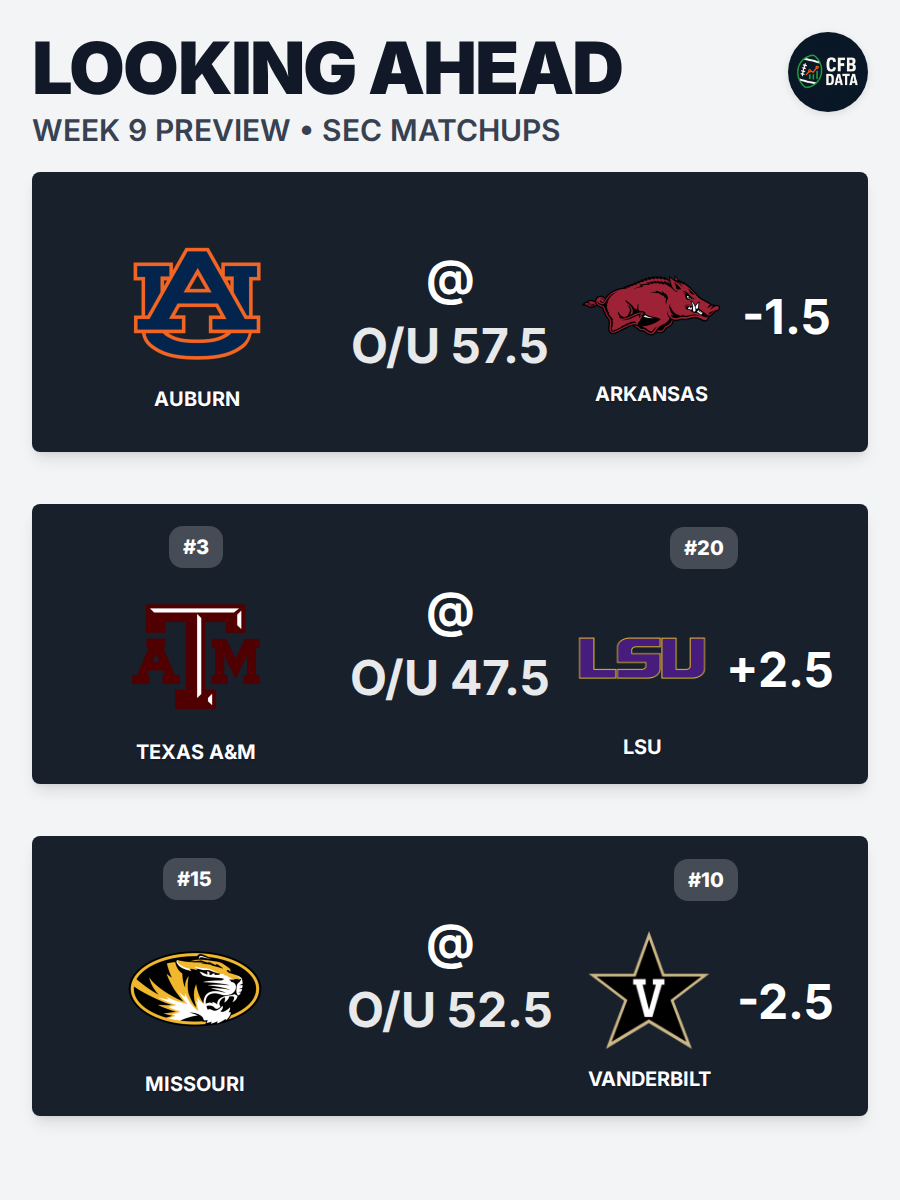 LOOKING AHEAD
CFB
DATA
WEEK 9 PREVIEW • SEC MATCHUPS
@
O/U 57.5
-1.5
AUBURN
ARKANSAS
#3
#20
@
ATM
O/U 47.5
LSU
+2.5
TEXAS A&M
LSU
#15
#10
@
O/U 52.5
V
-2.5
MISSOURI
VANDERBILT